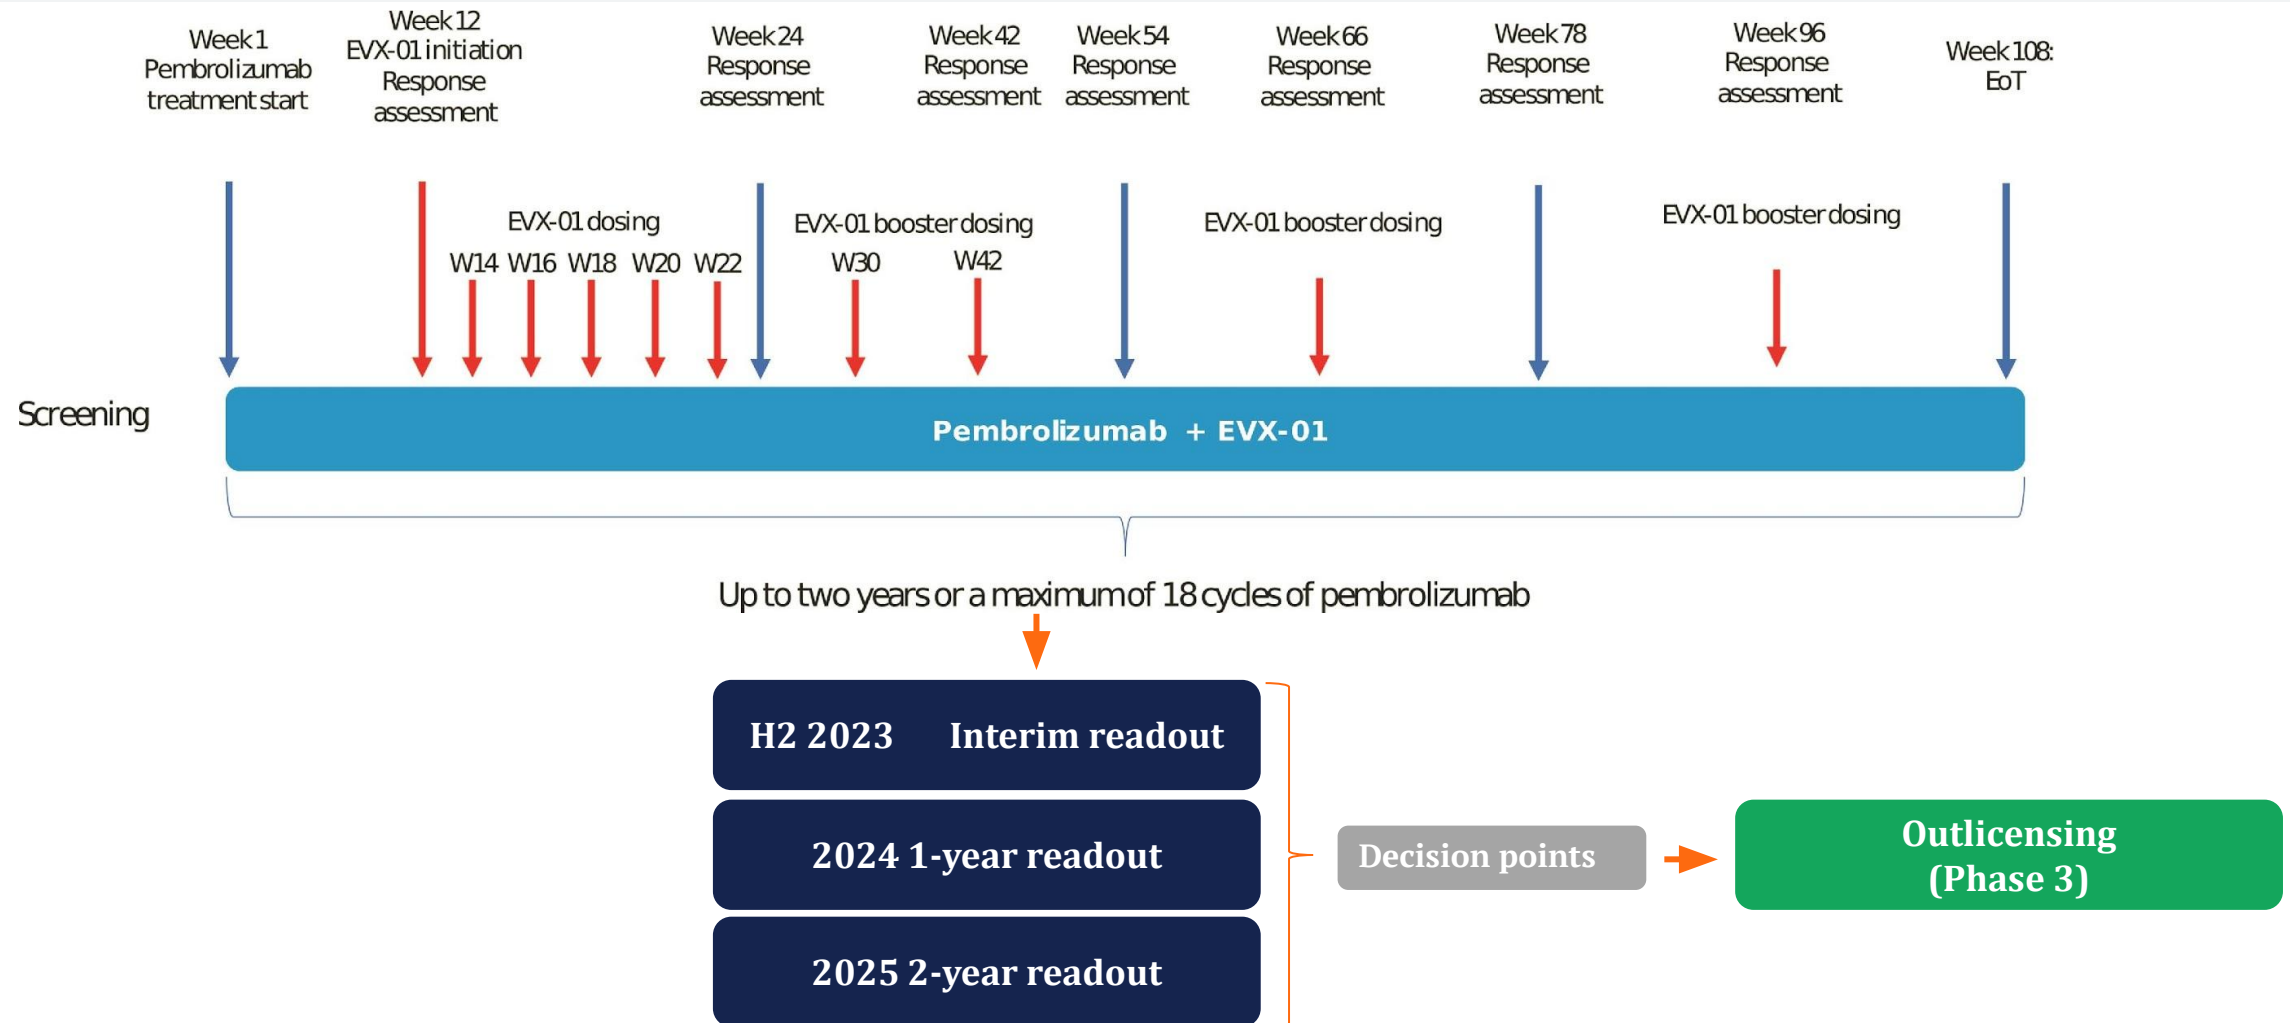 Week 1
Pembrolizumab
treatment start
Week 12
EVX-01 initiation
Response
assessment
Week 24
Response
assessment
Week 42
Response
assessment
Week 54
Response
assessment
Week 66
Response
assessment
Week 78
Response
assessment
Week 96
Response
assessment
Week 108:
EoT
EVX-01 dosing
W14 W16 W18 W20 W22
EVX-01 booster dosing
W30 W42
EVX-01 booster dosing
EVX-01 booster dosing
Screening
Pembrolizumab + EVX-01
Up to two years or a maximum of 18 cycles of pembrolizumab
H2 2023 Interim readout
2024 1-year readout
2025 2-year readout
Decision points
Outlicensing
(Phase 3)